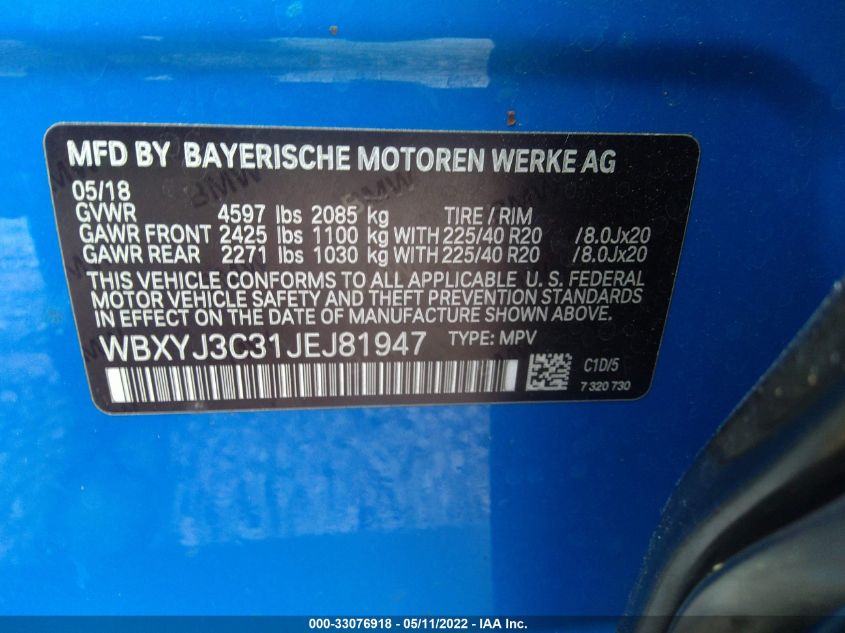 MFD BY BAYERISCHE MOTOREN WERKE AG
05/18
GVWR 4597 lbs 2085 kg TIRE / RIM
GAWR FRONT 2425 lbs 1100 kg WITH 225/40 R20 /8.0Jx20
GAWR REAR 2271 lbs 1030 kg WITH 225/40 R20 /8.0Jx20
THIS VEHICLE CONFORMS TO ALL APPLICABLE U. S. FEDERAL
MOTOR VEHICLE SAFETY AND THEFT PREVENTION STANDARDS
IN EFFECT ON THE DATE OF MANUFACTURE SHOWN ABOVE.
WBXYJ3C31JEJ81947 TYPE: MPV
C1D/5
7 320 730
000-33076918 - 05/11/2022 - IAA Inc.